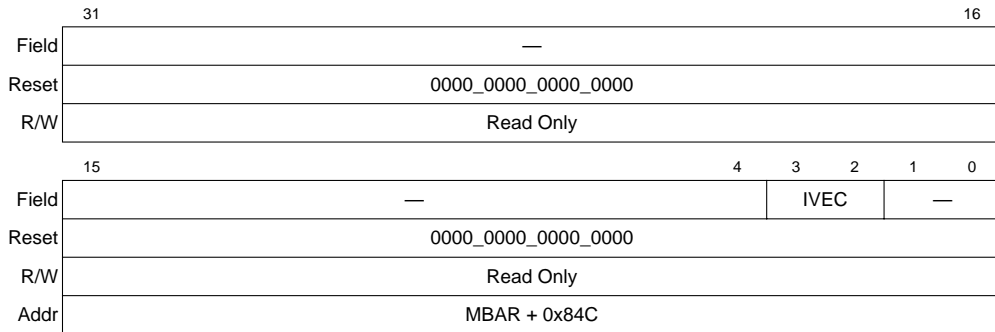 31 16
Field —
Reset 0000_0000_0000_0000
R/W Read Only
15 4 3 2 1 0
Field — IVEC —
Reset 0000_0000_0000_0000
R/W Read Only
Addr MBAR + 0x84C